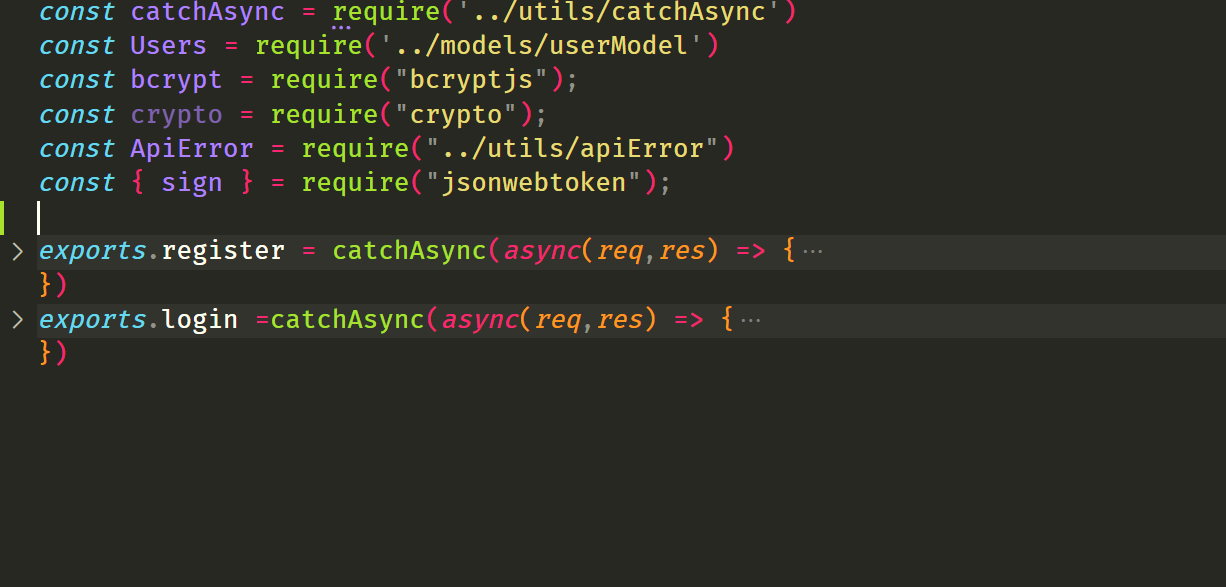 const catchAsync = require('../utils/catchAsync')
const Users = require('../models/userModel')
const bcrypt = require("bcryptjs");
const crypto = require("crypto");
const ApiError = require("../utils/apiError")
const { sign } = require("jsonwebtoken");
exports.register = catchAsync(async(req,res) => {···
})
exports.login =catchAsync(async(req,res) => {···
})